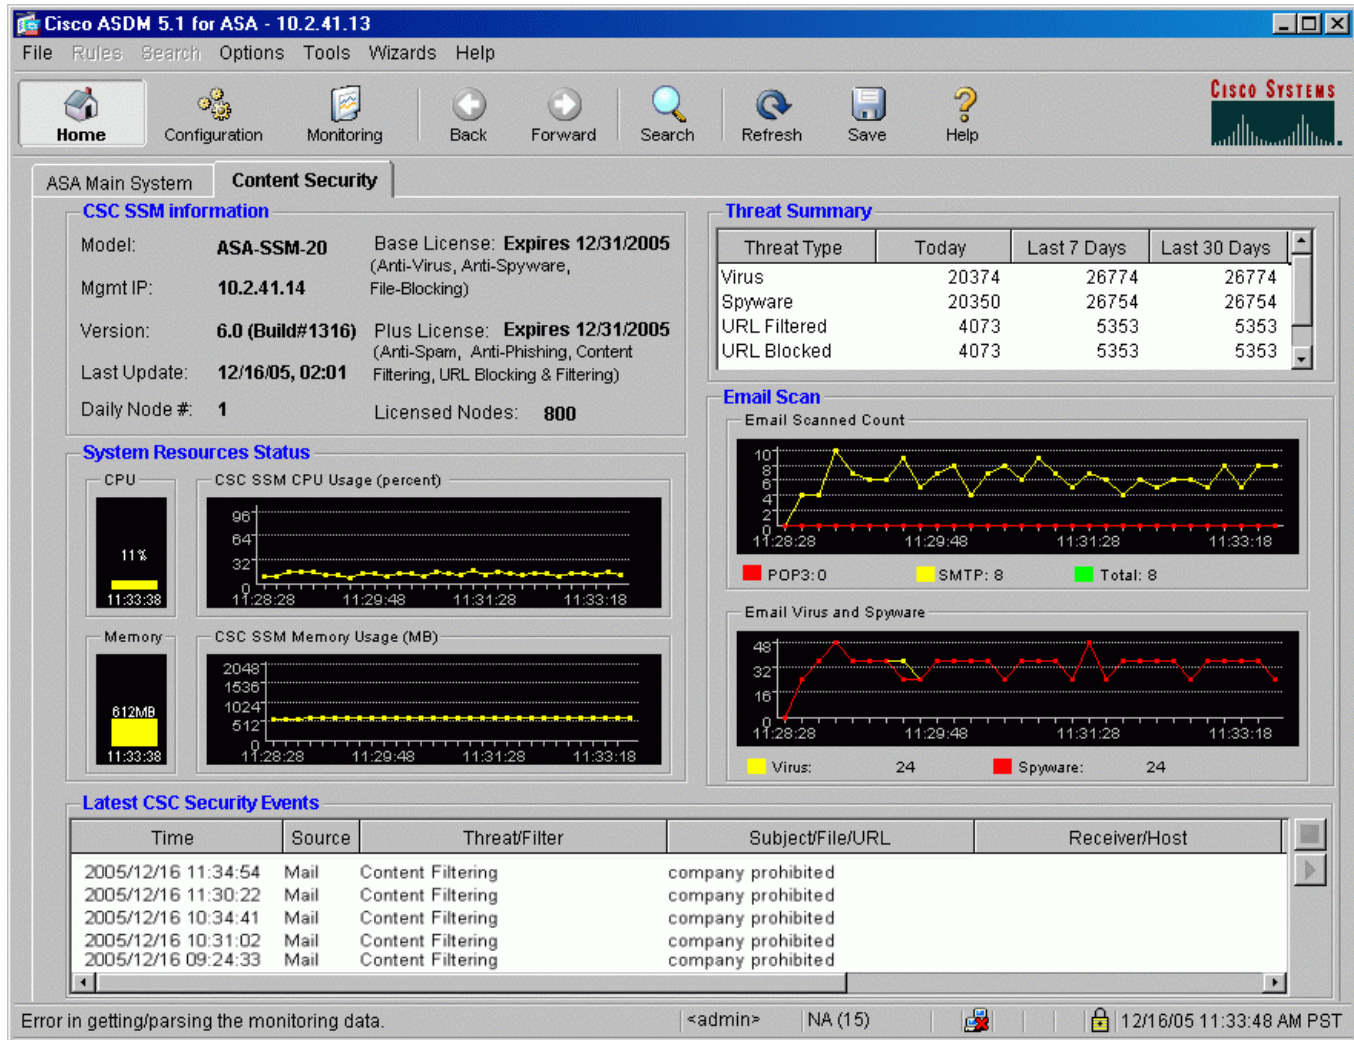 Cisco ASDM 5.1 for ASA - 10.2.41.13
File Rules Search Options Tools Wizards Help
Home Configuration Monitoring Back Forward Search Refresh Save Help
CISCO SYSTEMS
ASA Main System Content Security
CSC SSM information
Model: ASA-SSM-20
Mgmt IP: 10.2.41.14
Version: 6.0 (Build#1316)
Last Update: 12/16/05, 02:01
Daily Node #: 1
Base License: Expires 12/31/2005
(Anti-Virus, Anti-Spyware,
File-Blocking)
Plus License: Expires 12/31/2005
(Anti-Spam, Anti-Phishing, Content
Filtering, URL Blocking & Filtering)
Licensed Nodes: 800
Threat Summary
Threat Type Today Last 7 Days Last 30 Days
Virus 20374 26774 26774
Spyware 20350 26754 26754
URL Filtered 4073 5353 5353
URL Blocked 4073 5353 5353
System Resources Status
CPU
11%
11:33:38
CSC SSM CPU Usage (percent)
96
64
32
0
11:28:28 11:29:48 11:31:28 11:33:18
Memory
612MB
11:33:38
CSC SSM Memory Usage (MB)
2048
1536
1024
512
0
11:28:28 11:29:48 11:31:28 11:33:18
Email Scan
Email Scanned Count
10
8
6
4
2
0
11:28:28 11:29:48 11:31:28 11:33:18
POP3: 0 SMTP: 8 Total: 8
Email Virus and Spyware
48
32
16
0
11:28:28 11:29:48 11:31:28 11:33:18
Virus: 24 Spyware: 24
Latest CSC Security Events
Time Source Threat/Filter Subject/File/URL Receiver/Host
2005/12/16 11:34:54 Mail Content Filtering company prohibited
2005/12/16 11:30:22 Mail Content Filtering company prohibited
2005/12/16 10:34:41 Mail Content Filtering company prohibited
2005/12/16 10:31:02 Mail Content Filtering company prohibited
2005/12/16 09:24:33 Mail Content Filtering company prohibited
Error in getting/parsing the monitoring data. <admin> NA (15) 12/16/05 11:33:48 AM PST